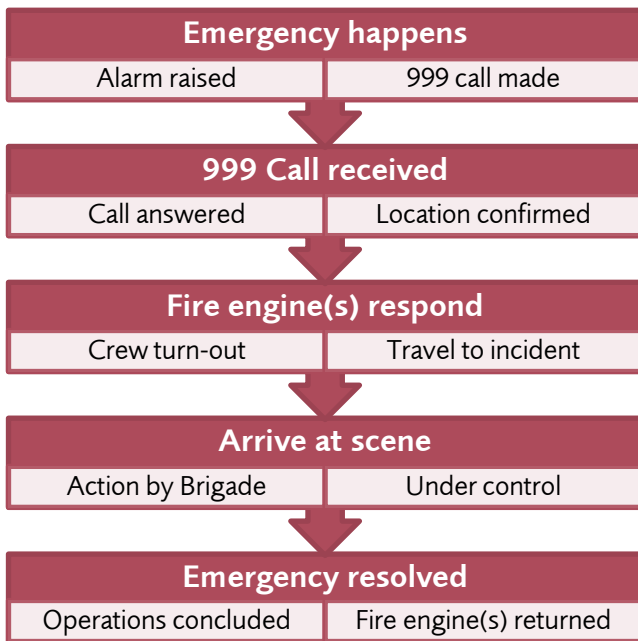 Emergency happens
Alarm raised
999 call made
999 Call received
Call answered
Location confirmed
Fire engine(s) respond
Crew turn-out
Travel to incident
Arrive at scene
Action by Brigade
Under control
Emergency resolved
Operations concluded
Fire engine(s) returned